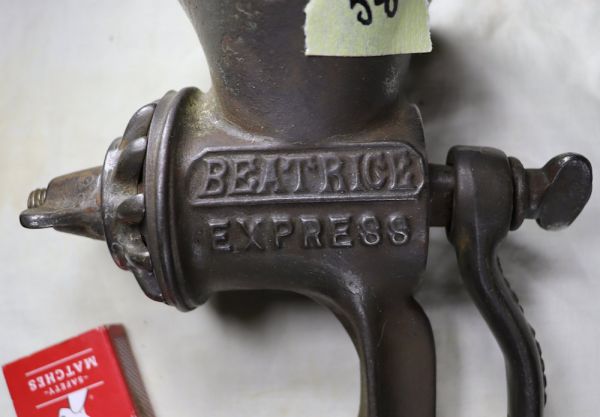 BEATRICE
EXPRESS
-SAFETY-
MATCHES